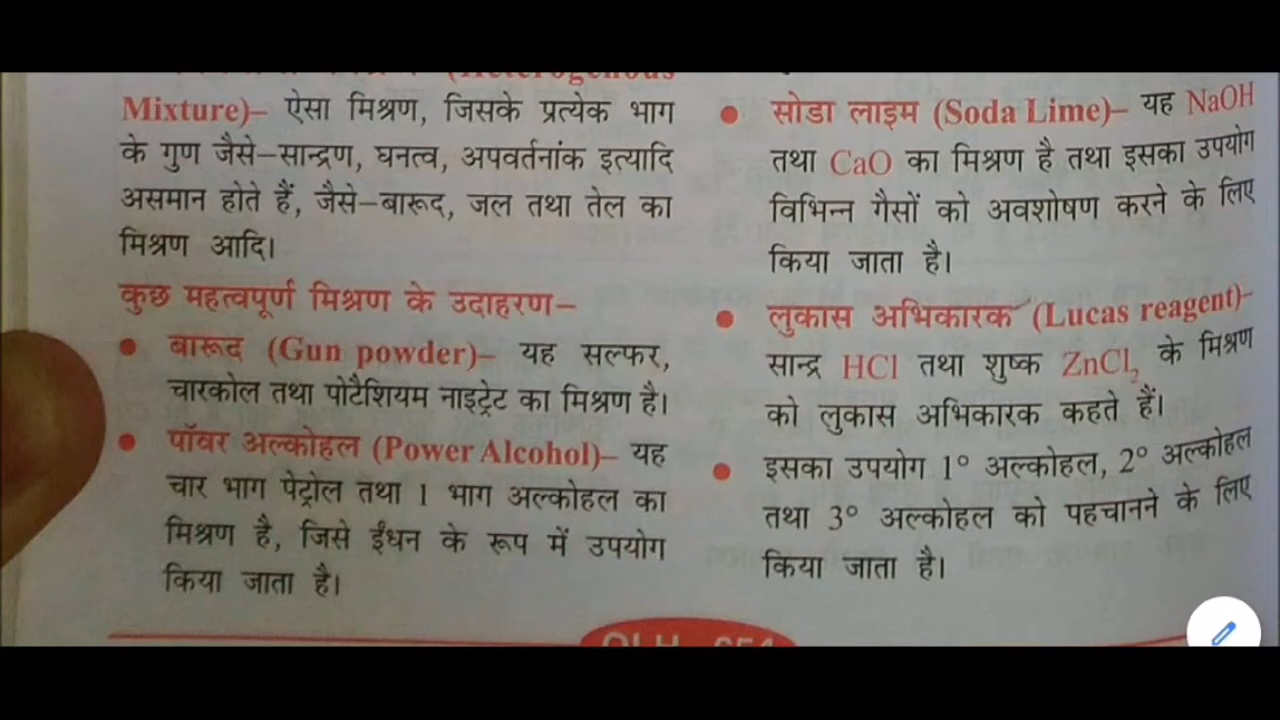 (Heterogenous
Mixture)– ऐसा मिश्रण, जिसके प्रत्येक भाग
के गुण जैसे–सान्द्रण, घनत्व, अपवर्तनांक इत्यादि
असमान होते हैं, जैसे–बारूद, जल तथा तेल का
मिश्रण आदि।
कुछ महत्वपूर्ण मिश्रण के उदाहरण–
● बारूद (Gun powder)– यह सल्फर,
चारकोल तथा पोटैशियम नाइट्रेट का मिश्रण है।
● पॉवर अल्कोहल (Power Alcohol)– यह
चार भाग पेट्रोल तथा 1 भाग अल्कोहल का
मिश्रण है, जिसे ईंधन के रूप में उपयोग
किया जाता है।
● सोडा लाइम (Soda Lime)– यह NaOH
तथा CaO का मिश्रण है तथा इसका उपयोग
विभिन्न गैसों को अवशोषण करने के लिए
किया जाता है।
● लुकास अभिकारक (Lucas reagent)–
सान्द्र HCl तथा शुष्क ZnCl₂ के मिश्रण
को लुकास अभिकारक कहते हैं।
● इसका उपयोग 1° अल्कोहल, 2° अल्कोहल
तथा 3° अल्कोहल को पहचानने के लिए
किया जाता है।